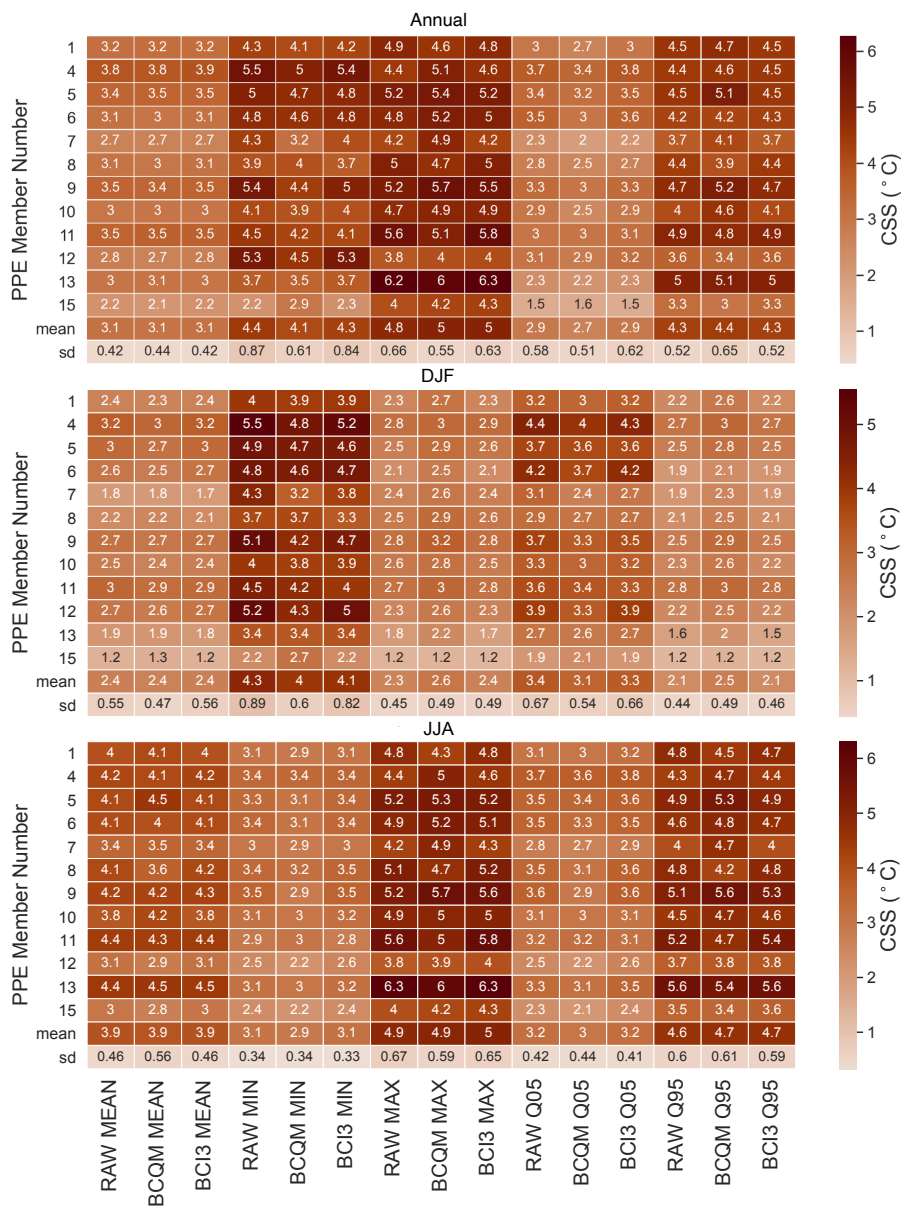 Annual
1 3.2 3.2 3.2 4.3 4.1 4.2 4.9 4.6 4.8 3 2.7 3 4.5 4.7 4.5
4 3.8 3.8 3.9 5.5 5 5.4 4.4 5.1 4.6 3.7 3.4 3.8 4.4 4.6 4.5
5 3.4 3.5 3.5 5 4.7 4.8 5.2 5.4 5.2 3.4 3.2 3.5 4.5 5.1 4.5
6 3.1 3 3.1 4.8 4.6 4.8 4.8 5.2 5 3.5 3 3.6 4.2 4.2 4.3
7 2.7 2.7 2.7 4.3 3.2 4 4.2 4.9 4.2 2.3 2 2.2 3.7 4.1 3.7
8 3.1 3 3.1 3.9 4 3.7 5 4.7 5 2.8 2.5 2.7 4.4 3.9 4.4
9 3.5 3.4 3.5 5.4 4.4 5 5.2 5.7 5.5 3.3 3 3.3 4.7 5.2 4.7
10 3 3 3 4.1 3.9 4 4.7 4.9 4.9 2.9 2.5 2.9 4 4.6 4.1
11 3.5 3.5 3.5 4.5 4.2 4.1 5.6 5.1 5.8 3 3 3.1 4.9 4.8 4.9
12 2.8 2.7 2.8 5.3 4.5 5.3 3.8 4 4 3.1 2.9 3.2 3.6 3.4 3.6
13 3 3.1 3 3.7 3.5 3.7 6.2 6 6.3 2.3 2.2 2.3 5 5.1 5
15 2.2 2.1 2.2 2.2 2.9 2.3 4 4.2 4.3 1.5 1.6 1.5 3.3 3 3.3
mean 3.1 3.1 3.1 4.4 4.1 4.3 4.8 5 5 2.9 2.7 2.9 4.3 4.4 4.3
sd 0.42 0.44 0.42 0.87 0.61 0.84 0.66 0.55 0.63 0.58 0.51 0.62 0.52 0.65 0.52
PPE Member Number
6
5
4
3
2
1
CSS (°C)
DJF
1 2.4 2.3 2.4 4 3.9 3.9 2.3 2.7 2.3 3.2 3 3.2 2.2 2.6 2.2
4 3.2 3 3.2 5.5 4.8 5.2 2.8 3 2.9 4.4 4 4.3 2.7 3 2.7
5 3 2.7 3 4.9 4.7 4.6 2.5 2.9 2.6 3.7 3.6 3.6 2.5 2.8 2.5
6 2.6 2.5 2.7 4.8 4.6 4.7 2.1 2.5 2.1 4.2 3.7 4.2 1.9 2.1 1.9
7 1.8 1.8 1.7 4.3 3.2 3.8 2.4 2.6 2.4 3.1 2.4 2.7 1.9 2.3 1.9
8 2.2 2.2 2.1 3.7 3.7 3.3 2.5 2.9 2.6 2.9 2.7 2.7 2.1 2.5 2.1
9 2.7 2.7 2.7 5.1 4.2 4.7 2.8 3.2 2.8 3.7 3.3 3.5 2.5 2.9 2.5
10 2.5 2.4 2.4 4 3.8 3.9 2.6 2.8 2.5 3.3 3 3.2 2.3 2.6 2.2
11 3 2.9 2.9 4.5 4.2 4 2.7 3 2.8 3.6 3.4 3.3 2.8 3 2.8
12 2.7 2.6 2.7 5.2 4.3 5 2.3 2.6 2.3 3.9 3.3 3.9 2.2 2.5 2.2
13 1.9 1.9 1.8 3.4 3.4 3.4 1.8 2.2 1.7 2.7 2.6 2.7 1.6 2 1.5
15 1.2 1.3 1.2 2.2 2.7 2.2 1.2 1.2 1.2 1.9 2.1 1.9 1.2 1.2 1.2
mean 2.4 2.4 2.4 4.3 4 4.1 2.3 2.6 2.4 3.4 3.1 3.3 2.1 2.5 2.1
sd 0.55 0.47 0.56 0.89 0.6 0.82 0.45 0.49 0.49 0.67 0.54 0.66 0.44 0.49 0.46
PPE Member Number
5
4
3
2
1
CSS (°C)
JJA
1 4 4.1 4 3.1 2.9 3.1 4.8 4.3 4.8 3.1 3 3.2 4.8 4.5 4.7
4 4.2 4.1 4.2 3.4 3.4 3.4 4.4 5 4.6 3.7 3.6 3.8 4.3 4.7 4.4
5 4.1 4.5 4.1 3.3 3.1 3.4 5.2 5.3 5.2 3.5 3.4 3.6 4.9 5.3 4.9
6 4.1 4 4.1 3.4 3.1 3.4 4.9 5.2 5.1 3.5 3.3 3.5 4.6 4.8 4.7
7 3.4 3.5 3.4 3 2.9 3 4.2 4.9 4.3 2.8 2.7 2.9 4 4.7 4
8 4.1 3.6 4.2 3.4 3.2 3.5 5.1 4.7 5.2 3.5 3.1 3.6 4.8 4.2 4.8
9 4.2 4.2 4.3 3.5 2.9 3.5 5.2 5.7 5.6 3.6 2.9 3.6 5.1 5.6 5.3
10 3.8 4.2 3.8 3.1 3 3.2 4.9 5 5 3.1 3 3.1 4.5 4.7 4.6
11 4.4 4.3 4.4 2.9 3 2.8 5.6 5 5.8 3.2 3.2 3.1 5.2 4.7 5.4
12 3.1 2.9 3.1 2.5 2.2 2.6 3.8 3.9 4 2.5 2.2 2.6 3.7 3.8 3.8
13 4.4 4.5 4.5 3.1 3 3.2 6.3 6 6.3 3.3 3.1 3.5 5.6 5.4 5.6
15 3 2.8 3 2.4 2.2 2.4 4 4.2 4.3 2.3 2.1 2.4 3.5 3.4 3.6
mean 3.9 3.9 3.9 3.1 2.9 3.1 4.9 4.9 5 3.2 3 3.2 4.6 4.6 4.7
sd 0.46 0.56 0.46 0.34 0.34 0.33 0.67 0.59 0.65 0.42 0.44 0.41 0.6 0.61 0.59
PPE Member Number
6
5
4
3
2
1
CSS (°C)
RAW MEAN
BCQM MEAN
BCI3 MEAN
RAW MIN
BCQM MIN
BCI3 MIN
RAW MAX
BCQM MAX
BCI3 MAX
RAW Q05
BCQM Q05
BCI3 Q05
RAW Q95
BCQM Q95
BCI3 Q95